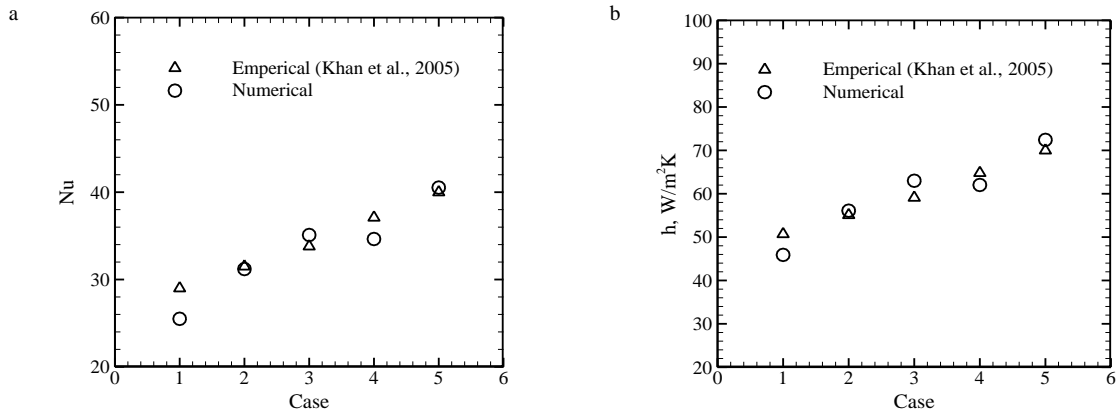 a
60
50
40
30
20
Nu
Emperical (Khan et al., 2005)
Numerical
0 1 2 3 4 5 6
Case
b
100
90
80
70
60
50
40
30
20
h, W/m²K
Emperical (Khan et al., 2005)
Numerical
0 1 2 3 4 5 6
Case